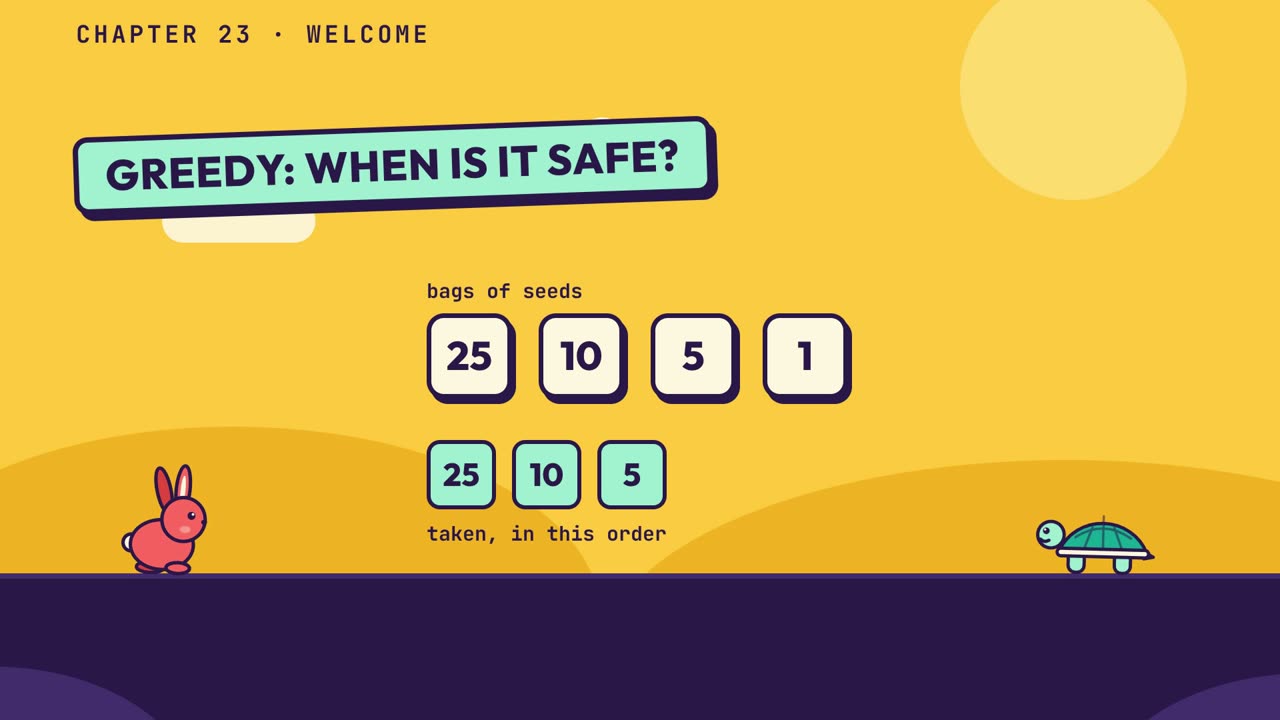 CHAPTER 23 · WELCOME
GREEDY: WHEN IS IT SAFE?
bags of seeds
25 10 5 1
25 10 5
taken, in this order